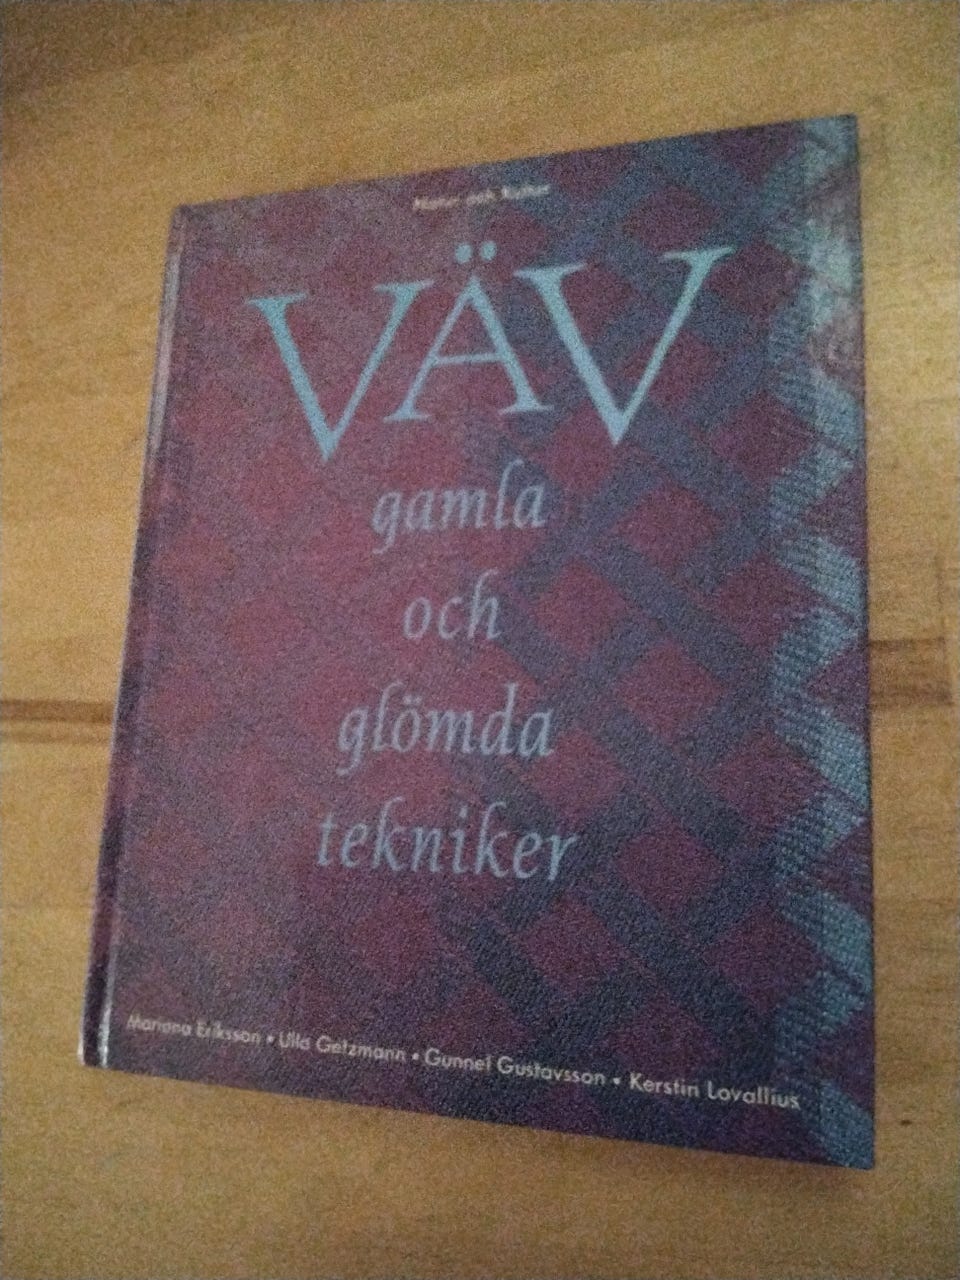 Natur och Kultur
VÄV
gamla
och
glömda
tekniker
Mariana Eriksson • Ulla Getzmann • Gunnel Gustavsson • Kerstin Lovallius